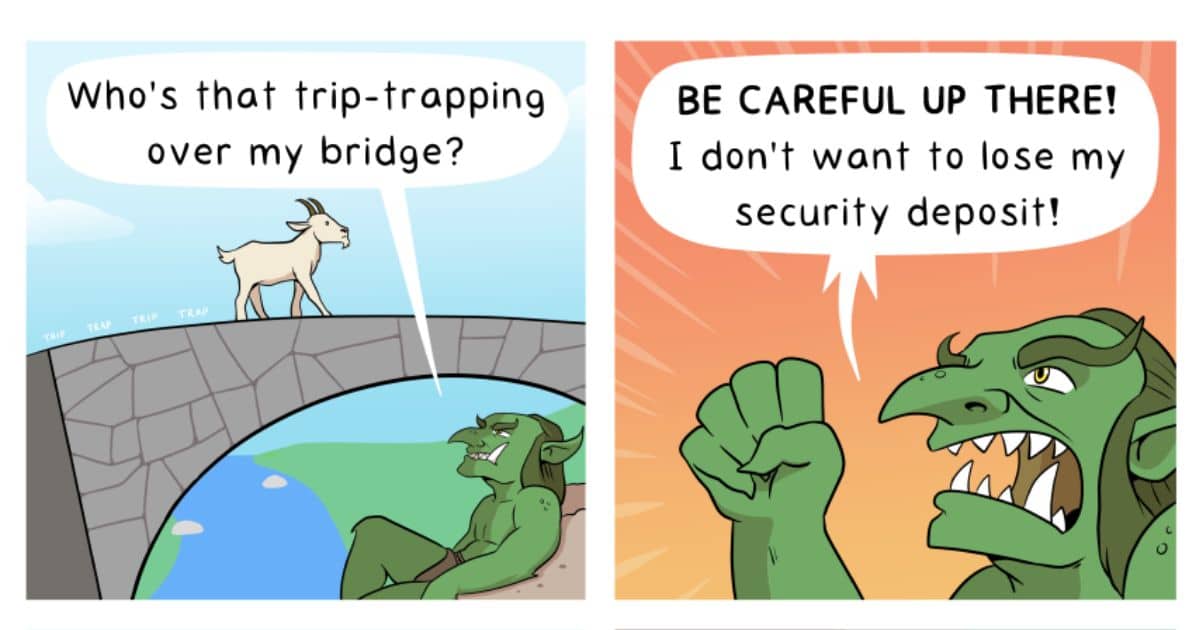 Who's that trip-trapping
over my bridge?
TRIP TRAP TRIP TRAP
BE CAREFUL UP THERE!
I don't want to lose my
security deposit!